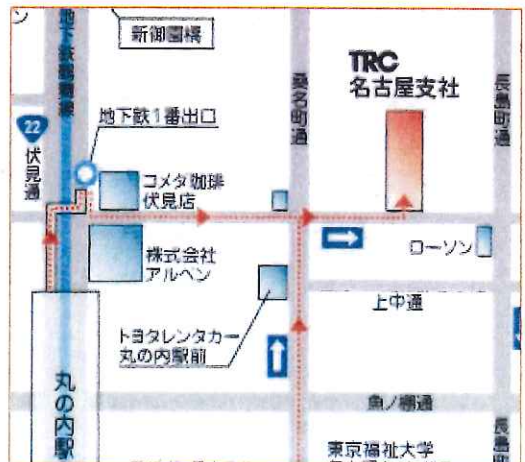 新御園橋
TRC
名古屋支社
地下鉄鶴舞線
桑名町通
長島町通
22
伏見通
地下鉄1番出口
コメダ珈琲
伏見店
株式会社
アルペン
ローソン
上中通
トヨタレンタカー
丸の内駅前
丸の内駅
魚ノ棚通
東京福祉大学
長島町